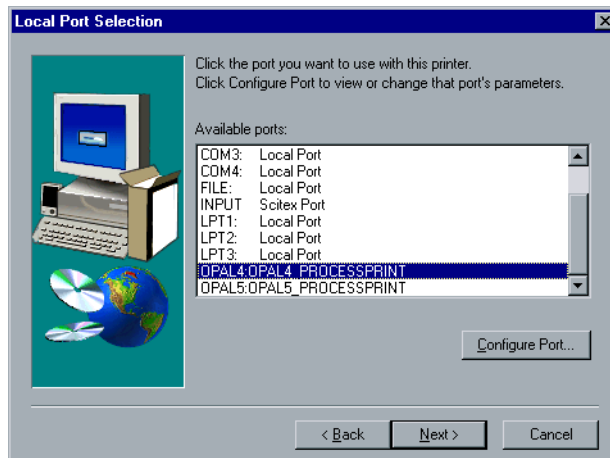 Local Port Selection
Click the port you want to use with this printer.
Click Configure Port to view or change that port's parameters.
Available ports:
COM3: Local Port
COM4: Local Port
FILE: Local Port
INPUT Scitex Port
LPT1: Local Port
LPT2: Local Port
LPT3: Local Port
OPAL4:OPAL4_PROCESSPRINT
OPAL5:OPAL5_PROCESSPRINT
Configure Port...
< Back Next > Cancel